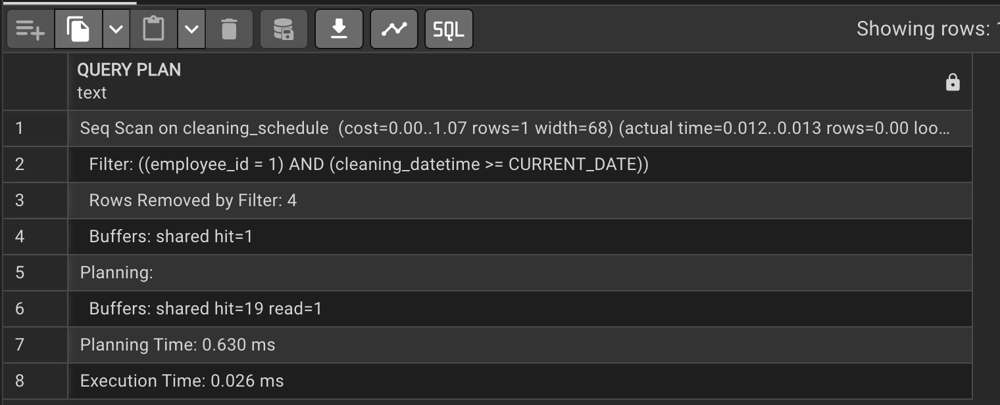 SQL
Showing rows:
QUERY PLAN
text
1 Seq Scan on cleaning_schedule (cost=0.00..1.07 rows=1 width=68) (actual time=0.012..0.013 rows=0.00 loo...
2 Filter: ((employee_id = 1) AND (cleaning_datetime >= CURRENT_DATE))
3 Rows Removed by Filter: 4
4 Buffers: shared hit=1
5 Planning:
6 Buffers: shared hit=19 read=1
7 Planning Time: 0.630 ms
8 Execution Time: 0.026 ms